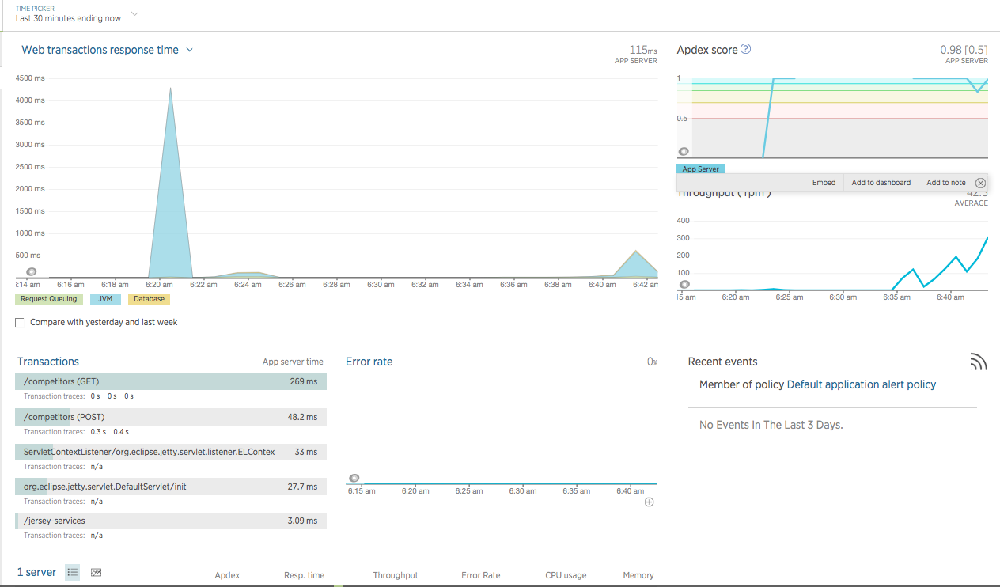 TIME PICKER
Last 30 minutes ending now
Web transactions response time
115ms
APP SERVER
4500 ms
4000 ms
3500 ms
3000 ms
2500 ms
2000 ms
1500 ms
1000 ms
500 ms
6:14 am 6:16 am 6:18 am 6:20 am 6:22 am 6:24 am 6:26 am 6:28 am 6:30 am 6:32 am 6:34 am 6:36 am 6:38 am 6:40 am 6:42 am
Request Queuing JVM Database
Compare with yesterday and last week
Apdex score ?
0.98 [0.5]
APP SERVER
1
0.5
App Server
Embed Add to dashboard Add to note
Throughput (rpm)
AVERAGE
400
300
200
100
15 am 6:20 am 6:25 am 6:30 am 6:35 am 6:40 am
Transactions App server time
/competitors (GET) 269 ms
Transaction traces: 0 s 0 s 0 s
/competitors (POST) 48.2 ms
Transaction traces: 0.3 s 0.4 s
ServletContextListener/org.eclipse.jetty.servlet.listener.ELContex 33 ms
Transaction traces: n/a
org.eclipse.jetty.servlet.DefaultServlet/init 27.7 ms
Transaction traces: n/a
/jersey-services 3.09 ms
Transaction traces: n/a
Error rate 0%
6:15 am 6:20 am 6:25 am 6:30 am 6:35 am 6:40 am
Recent events
Member of policy Default application alert policy
No Events In The Last 3 Days.
1 server Apdex Resp. time Throughput Error Rate CPU usage Memory